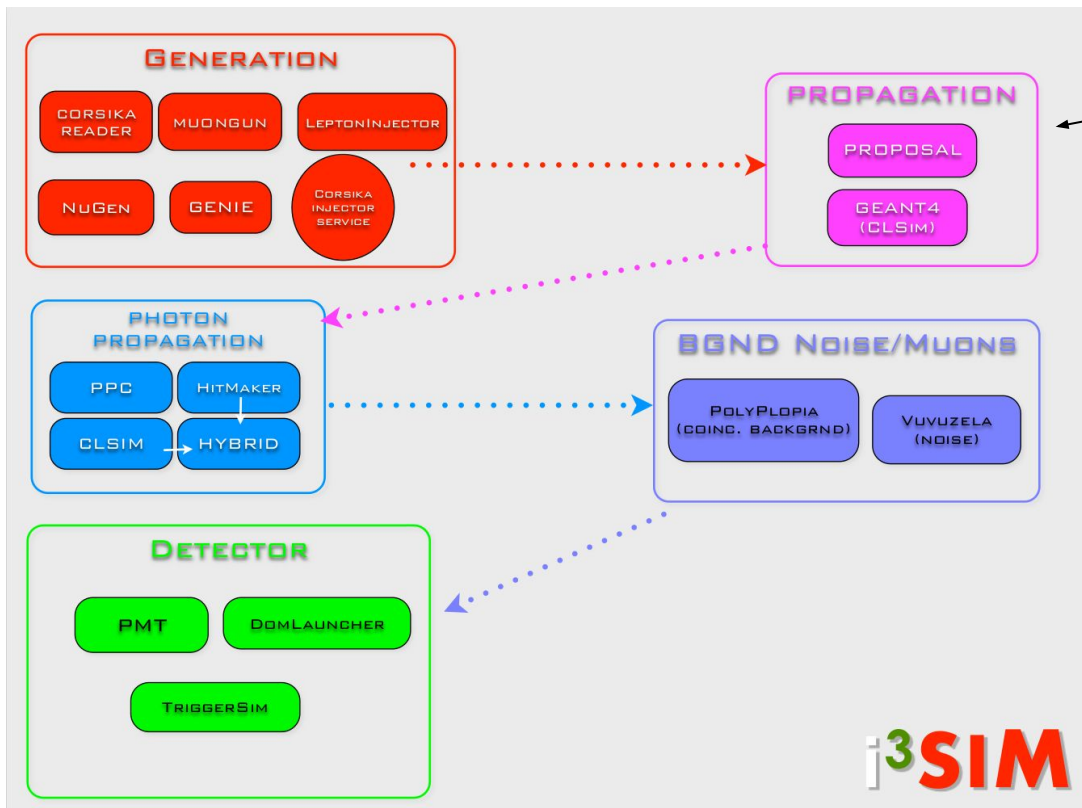 GENERATION
CORSIKA
READER
MUONGUN
LEPTONINJECTOR
NUGEN
GENIE
CORSIKA
INJECTOR
SERVICE
PROPAGATION
PROPOSAL
GEANT4
(CLSIM)
PHOTON
PROPAGATION
PPC
HITMAKER
CLSIM
HYBRID
BGND NOISE/MUONS
POLYPLOPIA
(COINC. BACKGRND)
VUVUZELA
(NOISE)
DETECTOR
PMT
DOMLAUNCHER
TRIGGERSIM
i3SIM